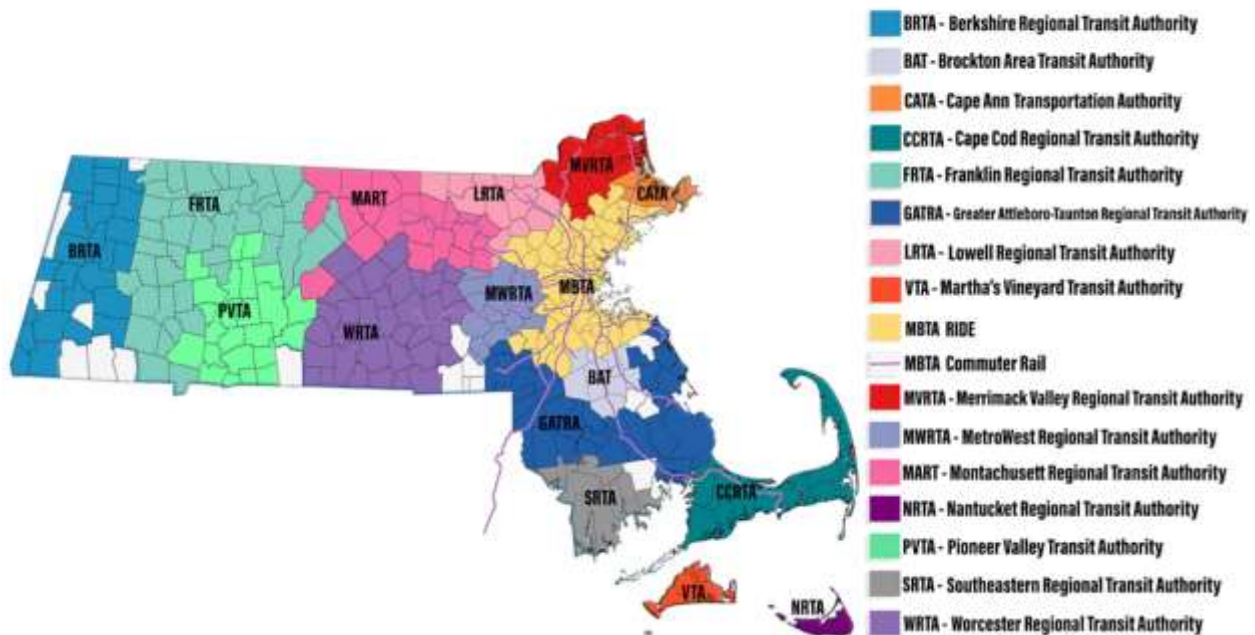 BRTA - Berkshire Regional Transit Authority
BAT - Brockton Area Transit Authority
CATA - Cape Ann Transportation Authority
CCRTA - Cape Cod Regional Transit Authority
FRTA - Franklin Regional Transit Authority
GATRA - Greater Attleboro-Taunton Regional Transit Authority
LRTA - Lowell Regional Transit Authority
VTA - Martha's Vineyard Transit Authority
MBTA RIDE
MBTA Commuter Rail
MVRTA - Merrimack Valley Regional Transit Authority
MWRTA - MetroWest Regional Transit Authority
MART - Montachusett Regional Transit Authority
NRTA - Nantucket Regional Transit Authority
PVTA - Pioneer Valley Transit Authority
SRTA - Southeastern Regional Transit Authority
WRTA - Worcester Regional Transit Authority
MVRTA
CATA
LRTA
MART
FRTA
BRTA
MBTA
MWRTA
PVTA
WRTA
BAT
GATRA
SRTA
CCRTA
VTA
NRTA